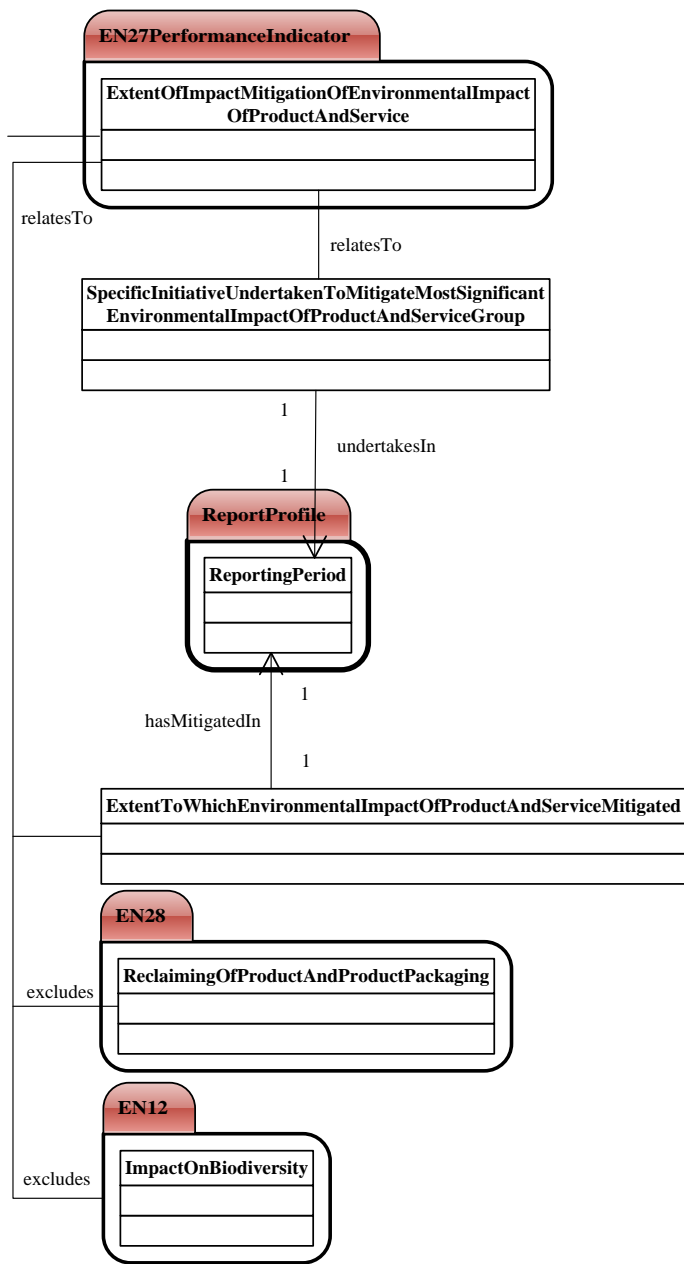 EN27PerformanceIndicator
ExtentOfImpactMitigationOfEnvironmentalImpact
OfProductAndService
relatesTo
relatesTo
SpecificInitiativeUndertakenToMitigateMostSignificant
EnvironmentalImpactOfProductAndServiceGroup
1
undertakesIn
1
ReportProfile
ReportingPeriod
1
hasMitigatedIn
1
ExtentToWhichEnvironmentalImpactOfProductAndServiceMitigated
EN28
ReclaimingOfProductAndProductPackaging
excludes
EN12
ImpactOnBiodiversity
excludes